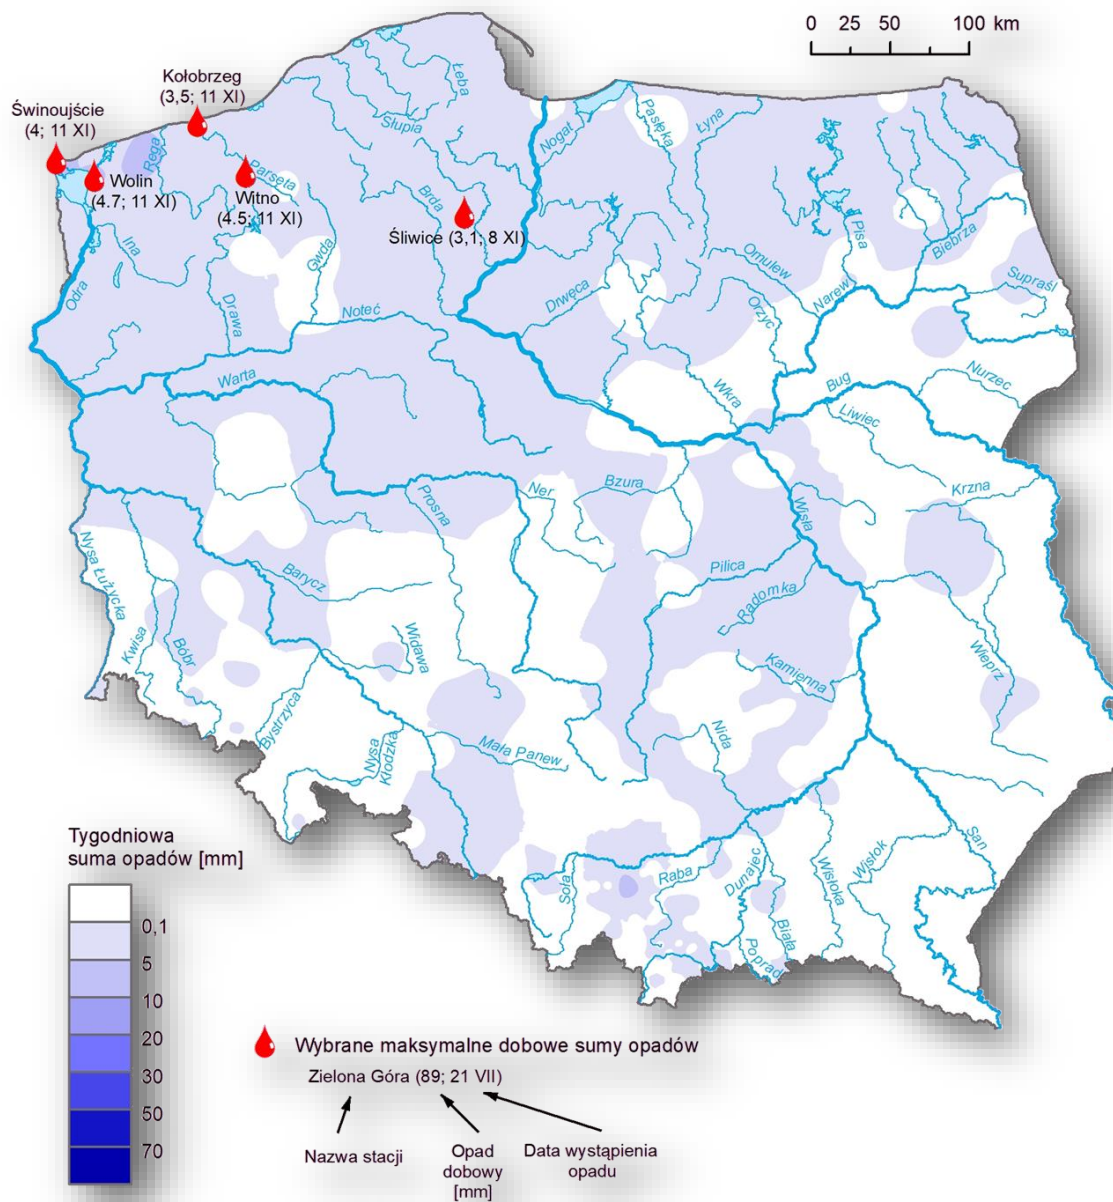 0 25 50 100 km
Kołobrzeg
(3,5; 11 XI)
Świnoujście
(4; 11 XI)
Wolin
(4.7; 11 XI)
Witno
(4.5; 11 XI)
Śliwice (3,1; 8 XI)
Łeba
Słupia
Rega
Parsęta
Brda
Nogat
Pasłęka
Łyna
Ina
Odra
Gwda
Drawa
Noteć
Drwęca
Omulew
Orzyc
Pisa
Narew
Biebrza
Supraśl
Warta
Wkra
Bug
Nurzec
Liwiec
Krzna
Ner
Bzura
Prosna
Wisła
Nysa Łużycka
Barycz
Pilica
Radomka
Kwisa
Bóbr
Widawa
Wieprz
Kamienna
Bystrzyca
Nysa
Kłodzka
Mała Panew
Nida
Soła
Raba
Dunajec
Biała
Poprad
Wisłoka
Wisłok
San
Tygodniowa
suma opadów [mm]
0,1
5
10
20
30
50
70
Wybrane maksymalne dobowe sumy opadów
Zielona Góra (89; 21 VII)
Nazwa stacji
Opad
dobowy
[mm]
Data wystąpienia
opadu